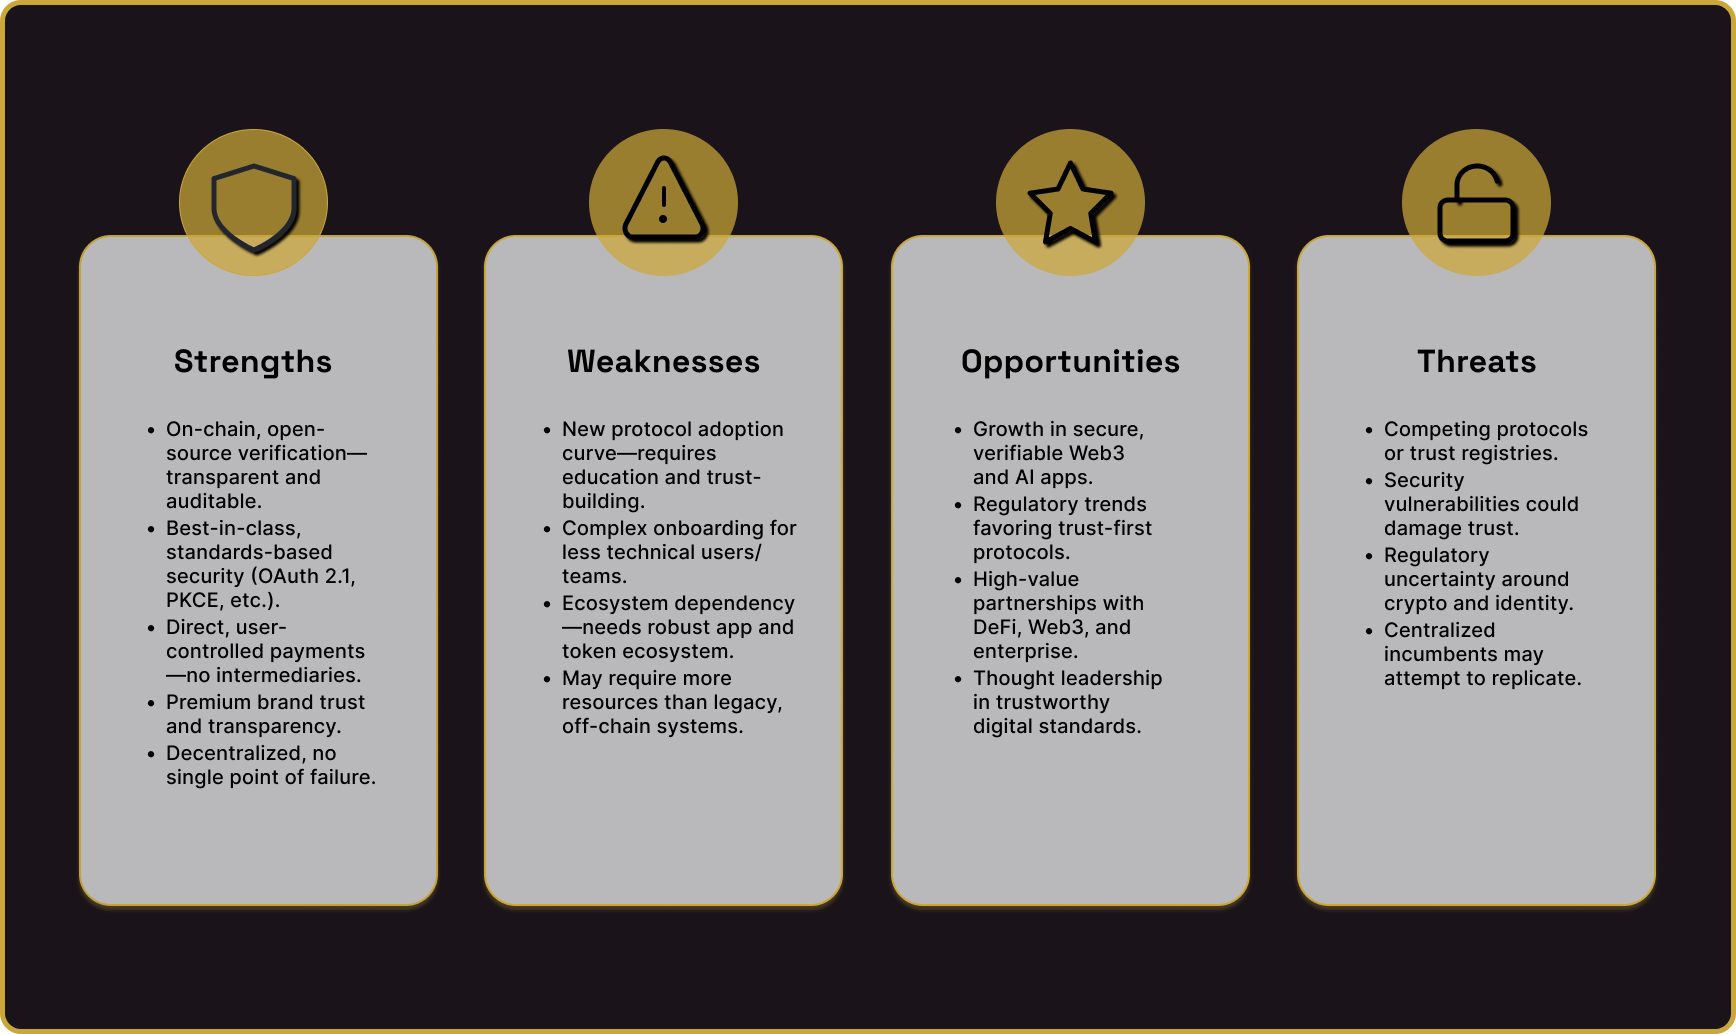 Strengths
• On-chain, open-
source verification—
transparent and
auditable.
• Best-in-class,
standards-based
security (OAuth 2.1,
PKCE, etc.).
• Direct, user-
controlled payments
—no intermediaries.
• Premium brand trust
and transparency.
• Decentralized, no
single point of failure.
Weaknesses
• New protocol adoption
curve—requires
education and trust-
building.
• Complex onboarding for
less technical users/
teams.
• Ecosystem dependency
—needs robust app and
token ecosystem.
• May require more
resources than legacy,
off-chain systems.
Opportunities
• Growth in secure,
verifiable Web3
and AI apps.
• Regulatory trends
favoring trust-first
protocols.
• High-value
partnerships with
DeFi, Web3, and
enterprise.
• Thought leadership
in trustworthy
digital standards.
Threats
• Competing protocols
or trust registries.
• Security
vulnerabilities could
damage trust.
• Regulatory
uncertainty around
crypto and identity.
• Centralized
incumbents may
attempt to replicate.